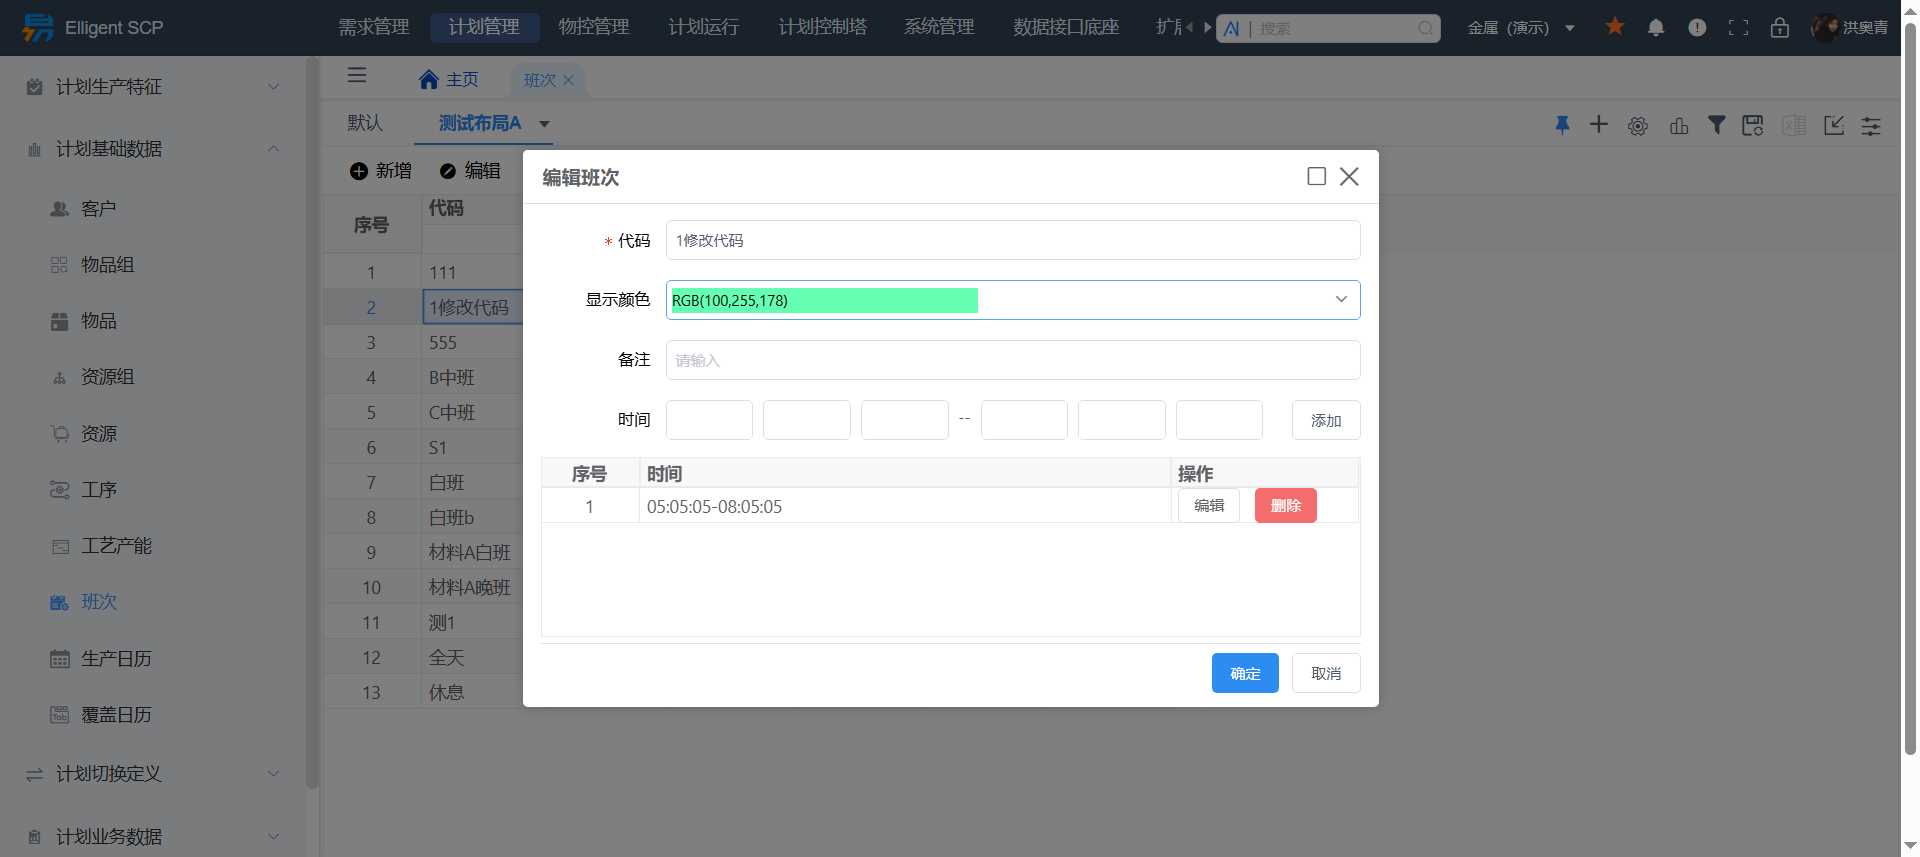 Elligent SCP
需求管理
计划管理
物控管理
计划运行
计划控制塔
系统管理
数据接口底座
AI | 搜索
金属（演示）
洪奥青
计划生产特征
计划基础数据
客户
物品组
物品
资源组
资源
工序
工艺产能
班次
生产日历
覆盖日历
计划切换定义
计划业务数据
主页
班次
默认
测试布局A
新增
编辑
序号
代码
1 111
2 1修改代码
3 555
4 B中班
5 C中班
6 S1
7 白班
8 白班b
9 材料A白班
10 材料A晚班
11 测1
12 全天
13 休息
编辑班次
* 代码
1修改代码
显示颜色
RGB(100,255,178)
备注
请输入
时间
--
添加
序号 时间 操作
1 05:05:05-08:05:05 编辑 删除
确定
取消